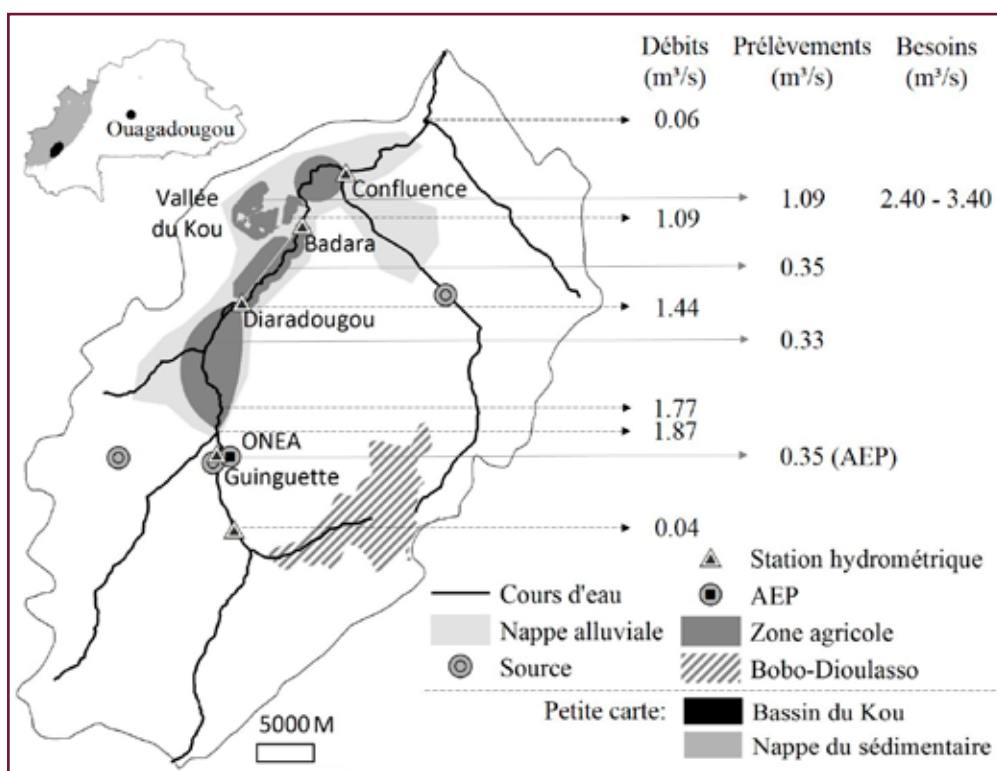 Débits Prélèvements Besoins
(m³/s) (m³/s) (m³/s)
Ouagadougou
0.06
Confluence
Vallée
du Kou
1.09 2.40 - 3.40
1.09
Badara
0.35
Diaradougou
1.44
0.33
1.77
ONEA
1.87
Guinguette
0.35 (AEP)
0.04
Station hydrométrique
Cours d'eau
AEP
Nappe alluviale
Zone agricole
Source
Bobo-Dioulasso
5000 M
Petite carte:
Bassin du Kou
Nappe du sédimentaire